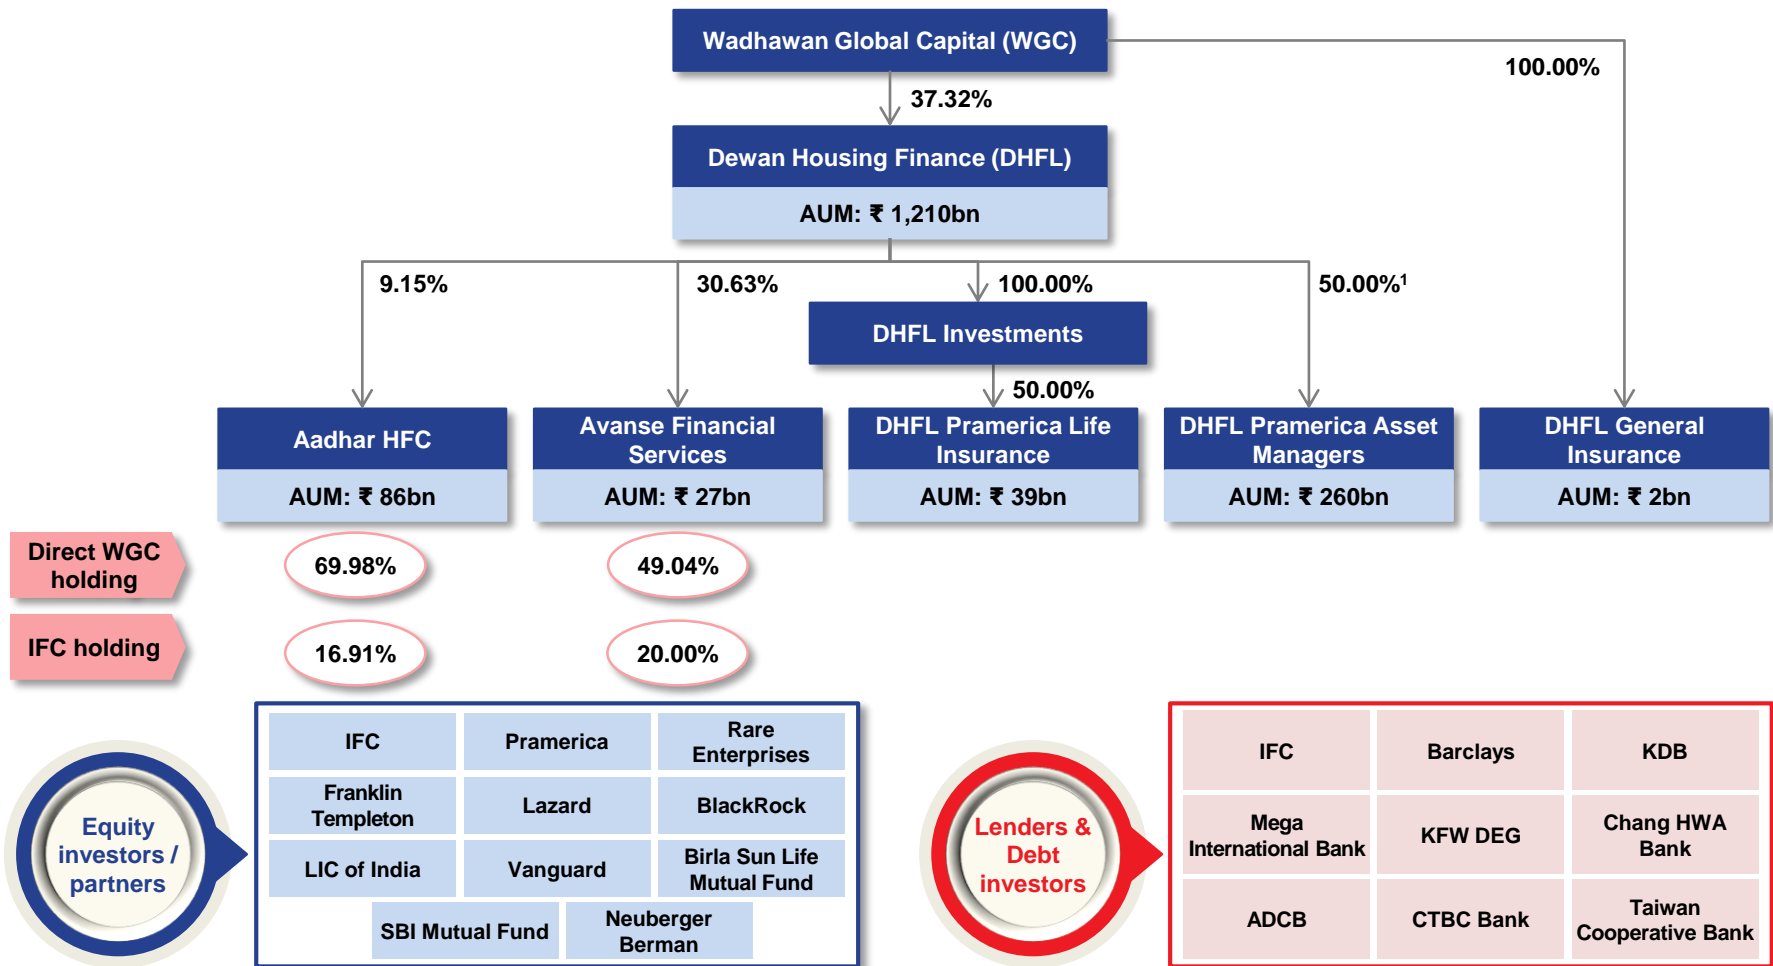 Wadhawan Global Capital (WGC)
100.00%
37.32%
Dewan Housing Finance (DHFL)
AUM: ₹ 1,210bn
9.15%
30.63%
100.00%
50.00%¹
DHFL Investments
50.00%
Aadhar HFC
AUM: ₹ 86bn
Avanse Financial
Services
AUM: ₹ 27bn
DHFL Pramerica Life
Insurance
AUM: ₹ 39bn
DHFL Pramerica Asset
Managers
AUM: ₹ 260bn
DHFL General
Insurance
AUM: ₹ 2bn
Direct WGC
holding
69.98%
49.04%
IFC holding
16.91%
20.00%
Equity
investors /
partners
IFC
Pramerica
Rare
Enterprises
Franklin
Templeton
Lazard
BlackRock
LIC of India
Vanguard
Birla Sun Life
Mutual Fund
SBI Mutual Fund
Neuberger
Berman
Lenders &
Debt
investors
IFC
Barclays
KDB
Mega
International Bank
KFW DEG
Chang HWA
Bank
ADCB
CTBC Bank
Taiwan
Cooperative Bank